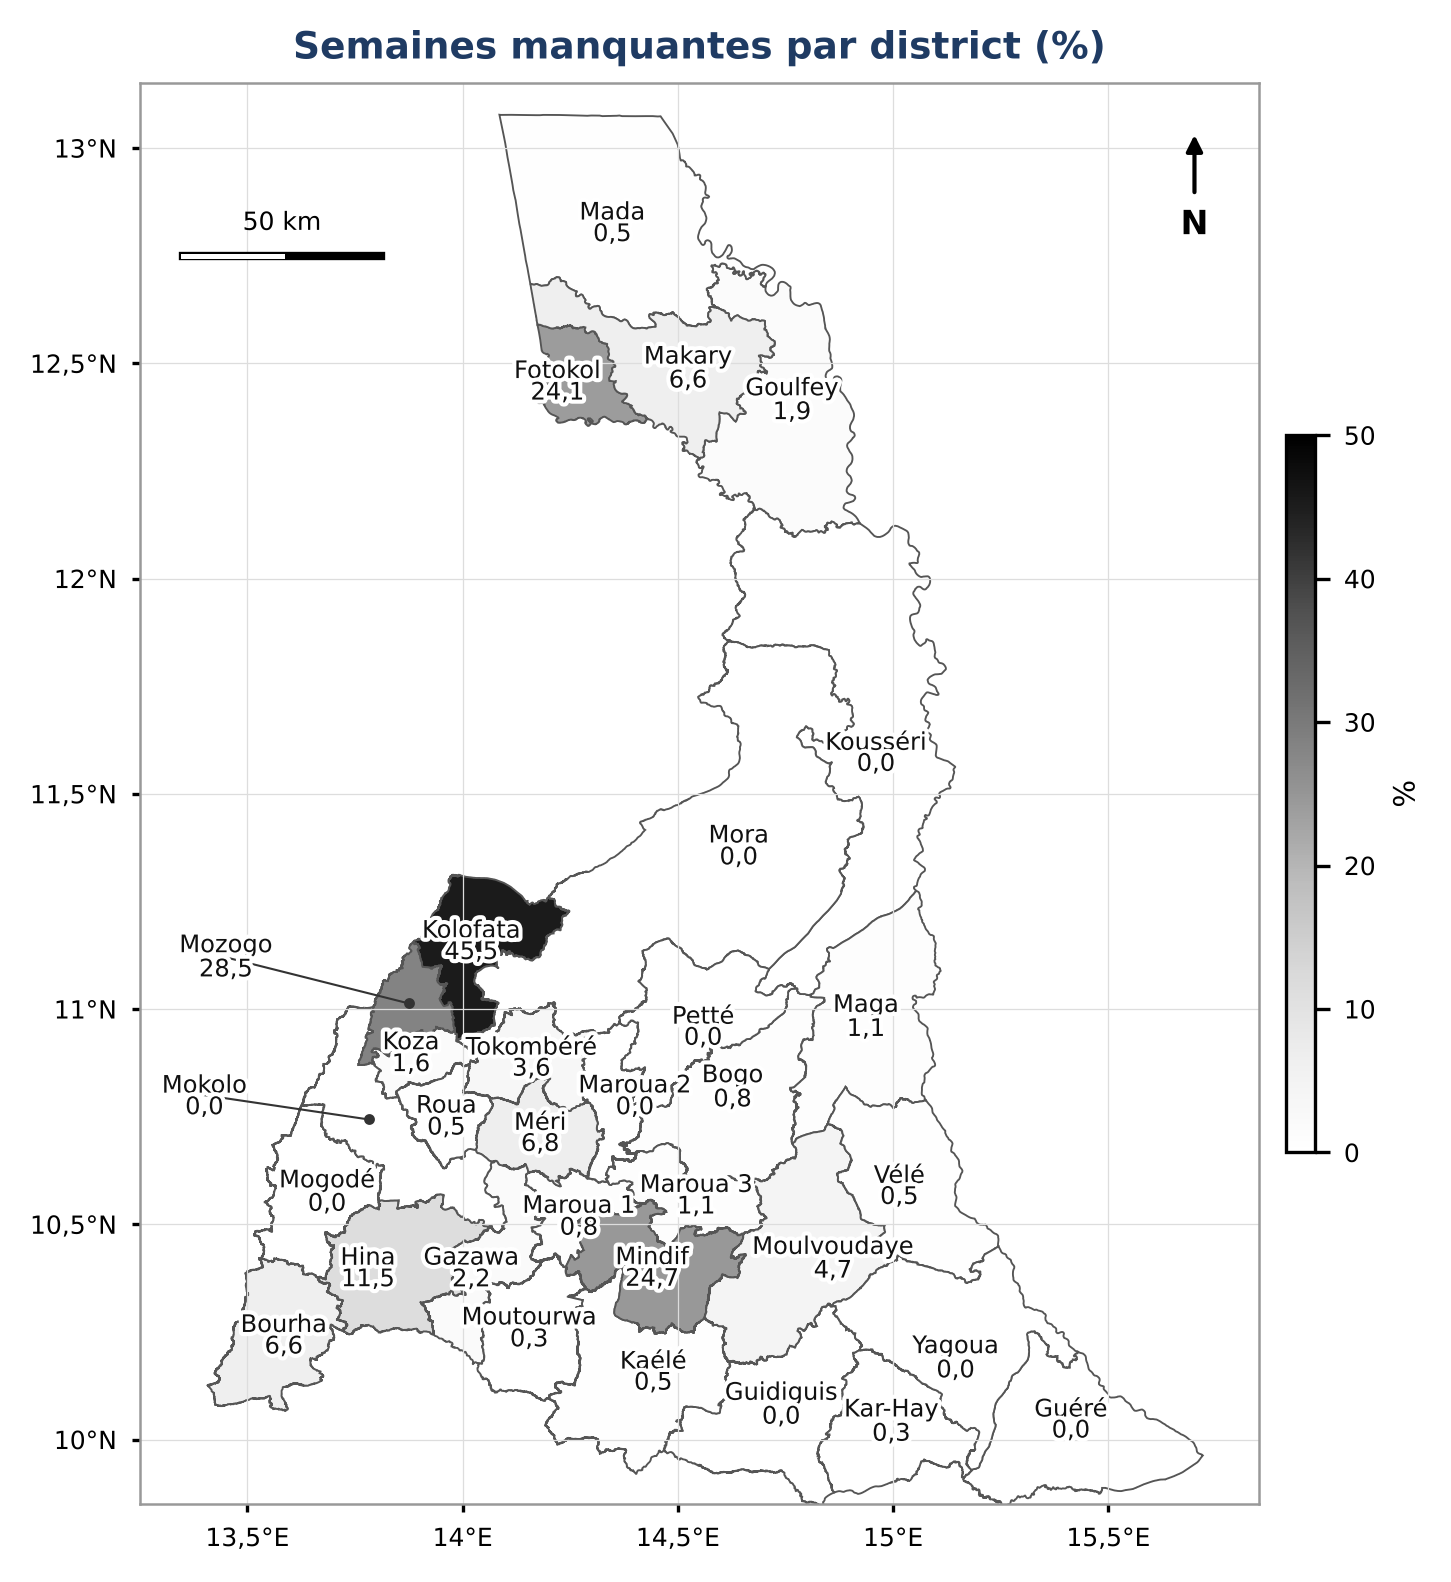 Semaines manquantes par district (%)
13°N
12,5°N
12°N
11,5°N
11°N
10,5°N
10°N
50 km
N
Mada
0,5
Makary
6,6
Fotokol
24,1
Goulfey
1,9
Kousséri
0,0
Mora
0,0
Kolofata
45,5
Mozogo
28,5
Maga
1,1
Petté
0,0
Koza
1,6
Tokombéré
3,6
Mokolo
0,0
Maroua 2
0,0
Bogo
0,8
Roua
0,5
Méri
6,8
Mogodé
0,0
Maroua 1
0,8
Maroua 3
1,1
Vélé
0,5
Hina
11,5
Gazawa
2,2
Mindif
24,7
Moulvoudaye
4,7
Bourha
6,6
Moutourwa
0,3
Kaélé
0,5
Yagoua
0,0
Guidiguis
0,0
Kar-Hay
0,3
Guéré
0,0
13,5°E
14°E
14,5°E
15°E
15,5°E
50
40
30
20
10
0
%